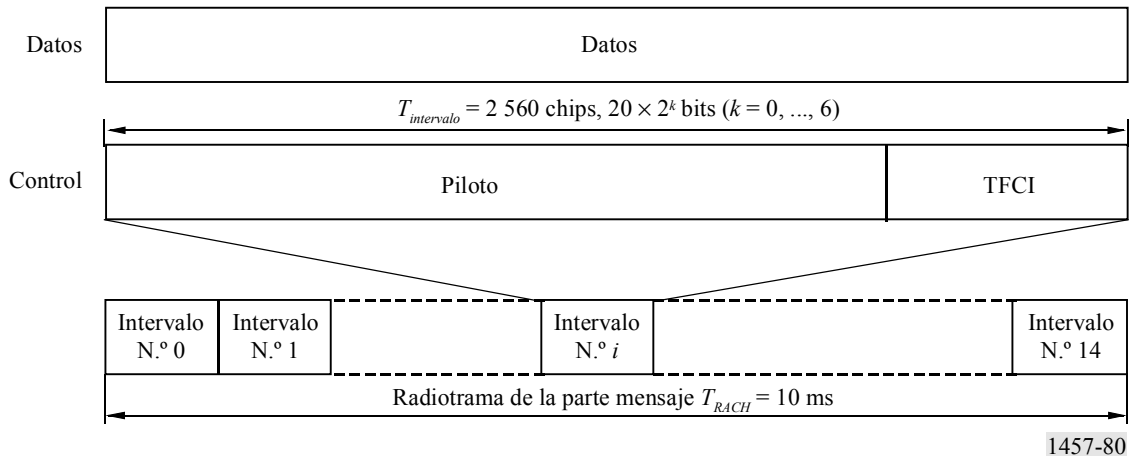 Datos
Datos
T_intervalo = 2 560 chips, 20 × 2^k bits (k = 0, ..., 6)
Control
Piloto
TFCI
Intervalo
N.º 0
Intervalo
N.º 1
Intervalo
N.º i
Intervalo
N.º 14
Radiotrama de la parte mensaje T_RACH = 10 ms
1457-80